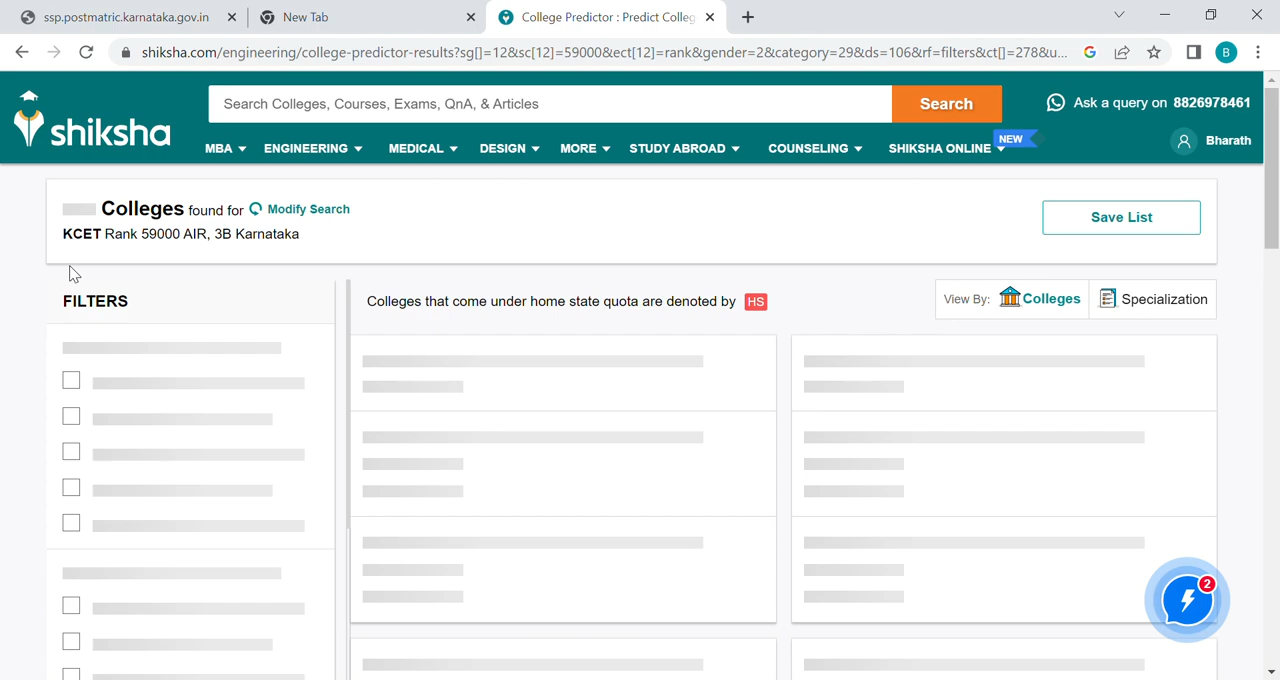 ssp.postmatric.karnataka.gov.in
New Tab
College Predictor : Predict Colleg
shiksha.com/engineering/college-predictor-results?sg[]=12&sc[12]=59000&ect[12]=rank&gender=2&category=29&ds=106&rf=filters&ct[]=278&u...
B
shiksha
Search Colleges, Courses, Exams, QnA, & Articles
Search
Ask a query on 8826978461
MBA
ENGINEERING
MEDICAL
DESIGN
MORE
STUDY ABROAD
COUNSELING
SHIKSHA ONLINE
NEW
Bharath
Colleges found for Modify Search
KCET Rank 59000 AIR, 3B Karnataka
Save List
FILTERS
Colleges that come under home state quota are denoted by HS
View By: Colleges
Specialization
2